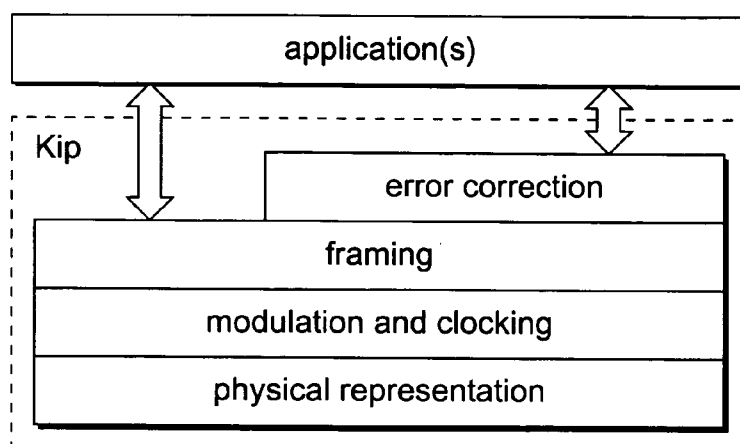 application(s)
Kip
error correction
framing
modulation and clocking
physical representation